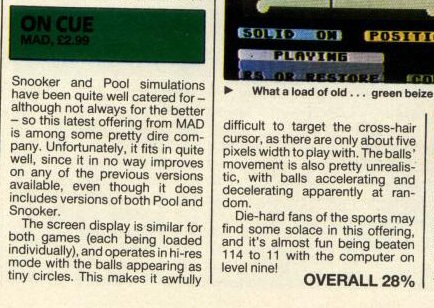 ON CUE
MAD, £2.99
Snooker and Pool simulations
have been quite well catered for –
although not always for the better
– so this latest offering from MAD
is among some pretty dire com-
pany. Unfortunately, it fits in quite
well, since it in no way improves
on any of the previous versions
available, even though it does
includes versions of both Pool and
Snooker.
The screen display is similar for
both games (each being loaded
individually), and operates in hi-res
mode with the balls appearing as
tiny circles. This makes it awfully
SOLID ON POSITIO
PLAYING
RS OR RESTORE
What a load of old . . . green beize
difficult to target the cross-hair
cursor, as there are only about five
pixels width to play with. The balls'
movement is also pretty unrealis-
tic, with balls accelerating and
decelerating apparently at ran-
dom.
Die-hard fans of the sports may
find some solace in this offering,
and it's almost fun being beaten
114 to 11 with the computer on
level nine!
OVERALL 28%